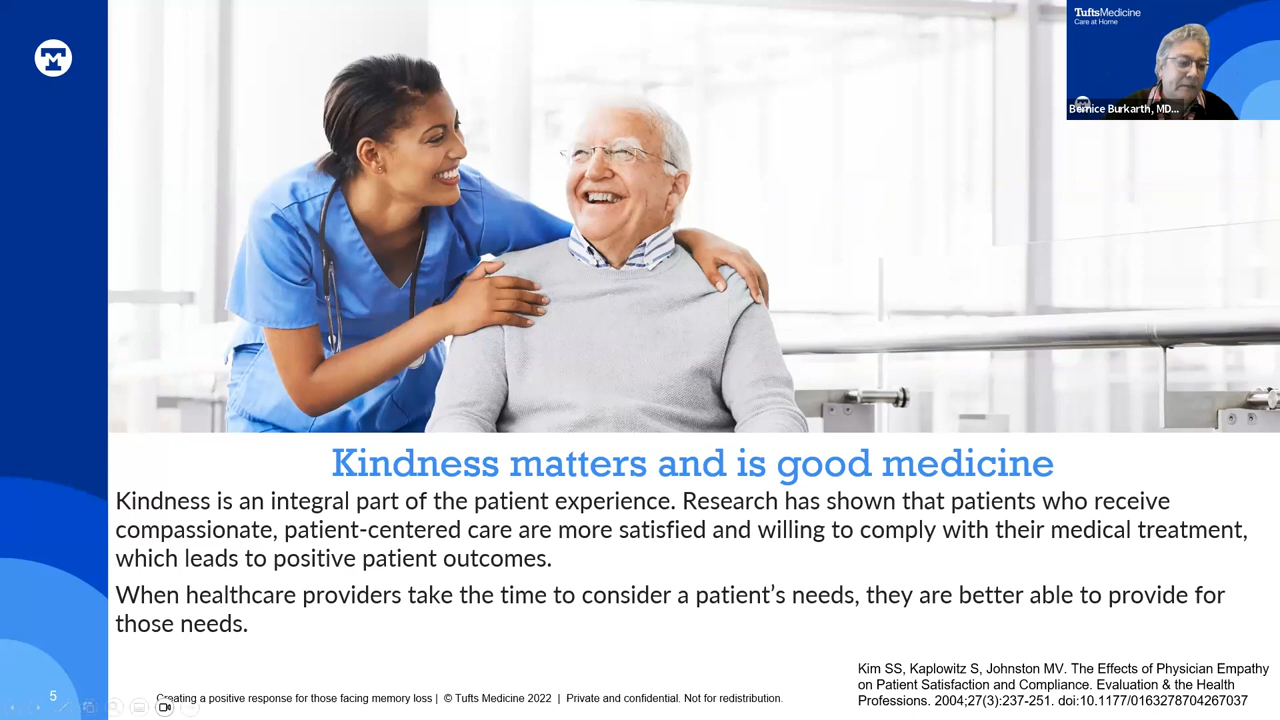 TuftsMedicine
Care at Home
Bernice Burkarth, MD...
Kindness matters and is good medicine
Kindness is an integral part of the patient experience. Research has shown that patients who receive
compassionate, patient-centered care are more satisfied and willing to comply with their medical treatment,
which leads to positive patient outcomes.
When healthcare providers take the time to consider a patient's needs, they are better able to provide for
those needs.
Kim SS, Kaplowitz S, Johnston MV. The Effects of Physician Empathy
on Patient Satisfaction and Compliance. Evaluation & the Health
Professions. 2004;27(3):237-251. doi:10.1177/0163278704267037
5
Creating a positive response for those facing memory loss | © Tufts Medicine 2022 | Private and confidential. Not for redistribution.